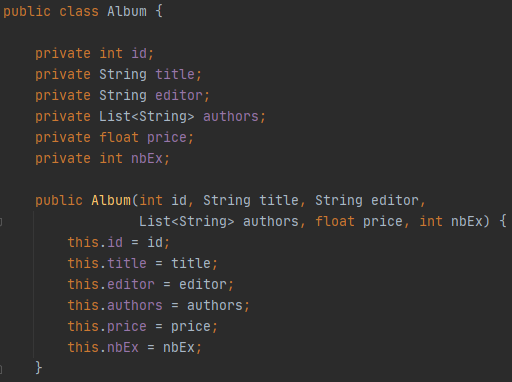 public class Album {
private int id;
private String title;
private String editor;
private List<String> authors;
private float price;
private int nbEx;
public Album(int id, String title, String editor,
List<String> authors, float price, int nbEx) {
this.id = id;
this.title = title;
this.editor = editor;
this.authors = authors;
this.price = price;
this.nbEx = nbEx;
}